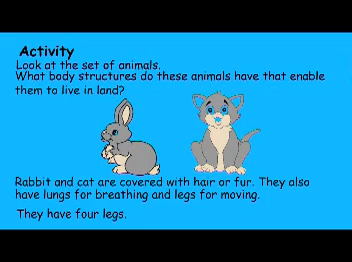 Activity
Look at the set of animals.
What body structures do these animals have that enable
them to live in land?
Rabbit and cat are covered with hair or fur. They also
have lungs for breathing and legs for moving.
They have four legs.